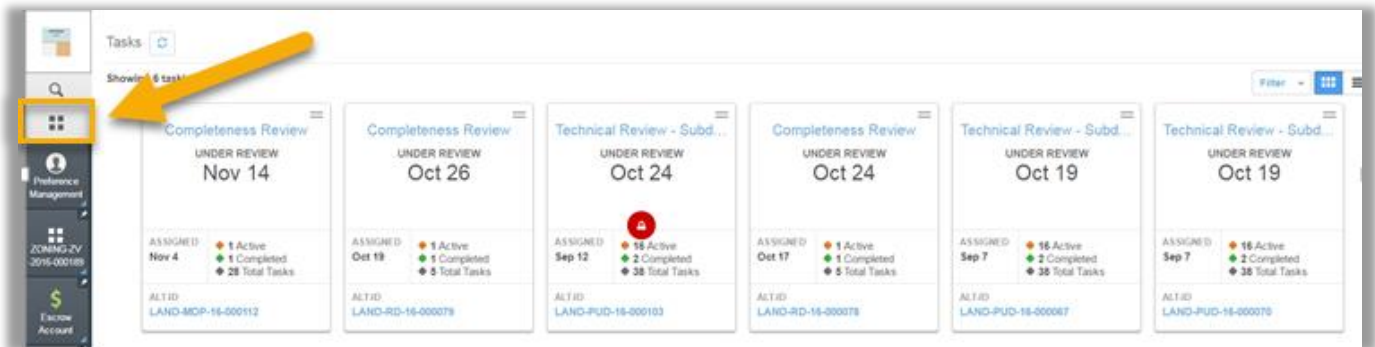 Tasks
Showing 6 tasks
Filter
Completeness Review
UNDER REVIEW
Nov 14
ASSIGNED
Nov 4
1 Active
1 Completed
28 Total Tasks
ALT.ID
LAND-MDP-16-000112
Completeness Review
UNDER REVIEW
Oct 26
ASSIGNED
Oct 19
1 Active
1 Completed
5 Total Tasks
ALT.ID
LAND-RD-16-000079
Technical Review - Subd...
UNDER REVIEW
Oct 24
ASSIGNED
Sep 12
16 Active
2 Completed
38 Total Tasks
ALT.ID
LAND-PUD-16-000103
Completeness Review
UNDER REVIEW
Oct 24
ASSIGNED
Oct 17
1 Active
1 Completed
5 Total Tasks
ALT.ID
LAND-RD-16-000078
Technical Review - Subd...
UNDER REVIEW
Oct 19
ASSIGNED
Sep 7
16 Active
2 Completed
38 Total Tasks
ALT.ID
LAND-PUD-16-000067
Technical Review - Subd...
UNDER REVIEW
Oct 19
ASSIGNED
Sep 7
16 Active
2 Completed
38 Total Tasks
ALT.ID
LAND-PUD-16-000070
Preference
Management
ZONING-ZV
-2016-000189
Escrow
Account